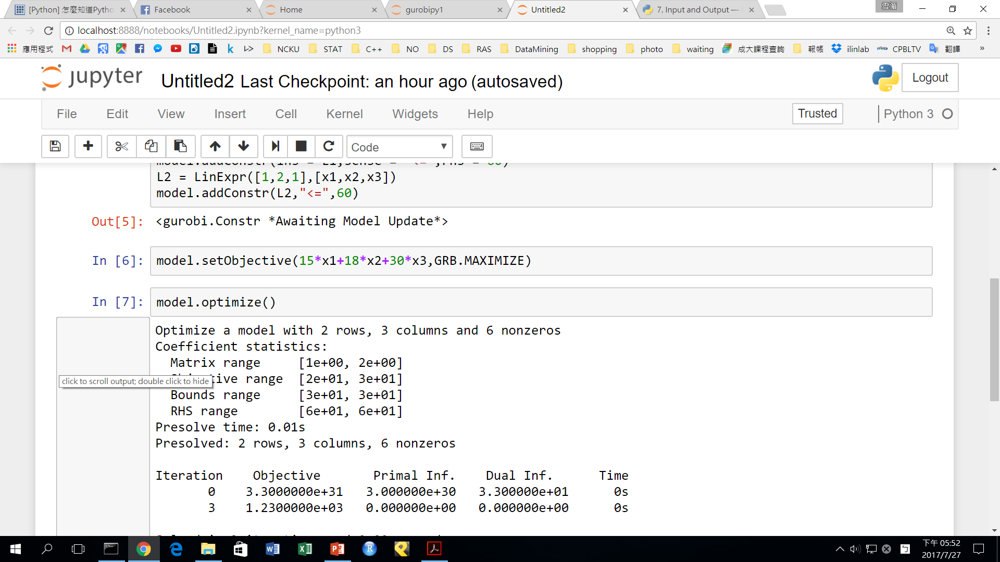 [Python] 怎麼知道Pytho
Facebook
Home
gurobipy1
Untitled2
7. Input and Output —
雪湄
localhost:8888/notebooks/Untitled2.ipynb?kernel_name=python3
應用程式
NCKU
STAT
C++
NO
DS
RAS
DataMining
shopping
photo
waiting
成大課程查詢
報帳
ilinlab
CPBLTV
翻譯
»
jupyter
Untitled2 Last Checkpoint: an hour ago (autosaved)
Logout
File Edit View Insert Cell Kernel Widgets Help
Trusted
Python 3
Code
L2 = LinExpr([1,2,1],[x1,x2,x3])
model.addConstr(L2,"<=",60)
Out[5]: <gurobi.Constr *Awaiting Model Update*>
In [6]: model.setObjective(15*x1+18*x2+30*x3,GRB.MAXIMIZE)
In [7]: model.optimize()
Optimize a model with 2 rows, 3 columns and 6 nonzeros
Coefficient statistics:
Matrix range [1e+00, 2e+00]
range [2e+01, 3e+01]
click to scroll output; double click to hide
Bounds range [3e+01, 3e+01]
RHS range [6e+01, 6e+01]
Presolve time: 0.01s
Presolved: 2 rows, 3 columns, 6 nonzeros
Iteration Objective Primal Inf. Dual Inf. Time
0 3.3000000e+31 3.000000e+30 3.300000e+01 0s
3 1.2300000e+03 0.000000e+00 0.000000e+00 0s
下午 05:52
2017/7/27